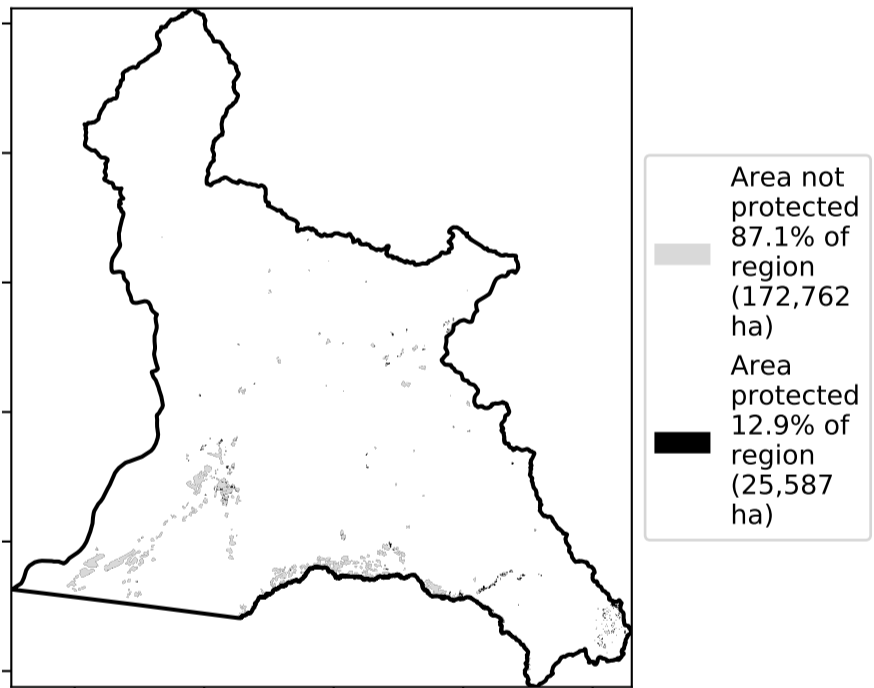 Area not
protected
87.1% of
region
(172,762
ha)
Area
protected
12.9% of
region
(25,587
ha)